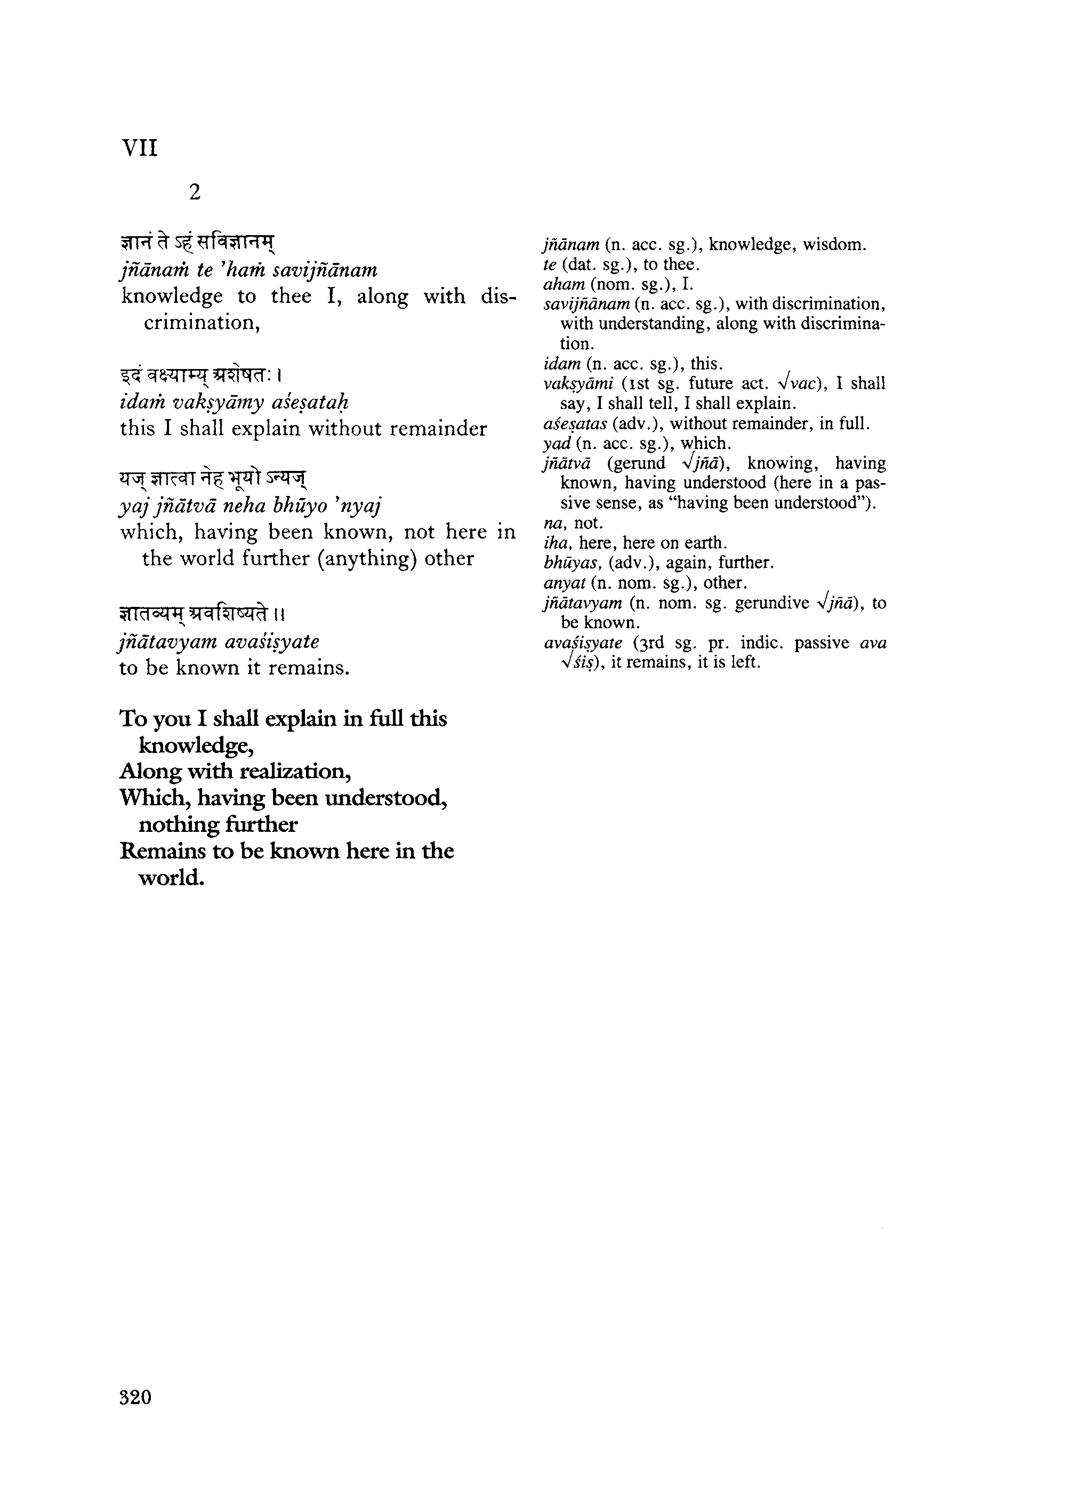 VII
2
ज्ञानं ते ऽहं सविज्ञानम्
jñānaṁ te 'haṁ savijñānam
knowledge to thee I, along with dis-
crimination,
इदं वक्ष्याम्य् अशेषतः ।
idaṁ vakṣyāmy aśeṣataḥ
this I shall explain without remainder
यज् ज्ञात्वा नेह भूयो ऽन्यज्
yaj jñātvā neha bhūyo 'nyaj
which, having been known, not here in
the world further (anything) other
ज्ञातव्यम् अवशिष्यते ॥
jñātavyam avaśiṣyate
to be known it remains.
To you I shall explain in full this
knowledge,
Along with realization,
Which, having been understood,
nothing further
Remains to be known here in the
world.
jñānam (n. acc. sg.), knowledge, wisdom.
te (dat. sg.), to thee.
aham (nom. sg.), I.
savijñānam (n. acc. sg.), with discrimination,
with understanding, along with discrimina-
tion.
idam (n. acc. sg.), this.
vakṣyāmi (1st sg. future act. √vac), I shall
say, I shall tell, I shall explain.
aśeṣatas (adv.), without remainder, in full.
yad (n. acc. sg.), which.
jñātvā (gerund √jñā), knowing, having
known, having understood (here in a pas-
sive sense, as “having been understood”).
na, not.
iha, here, here on earth.
bhūyas, (adv.), again, further.
anyat (n. nom. sg.), other.
jñātavyam (n. nom. sg. gerundive √jñā), to
be known.
avaśiṣyate (3rd sg. pr. indic. passive ava
√śiṣ), it remains, it is left.
320